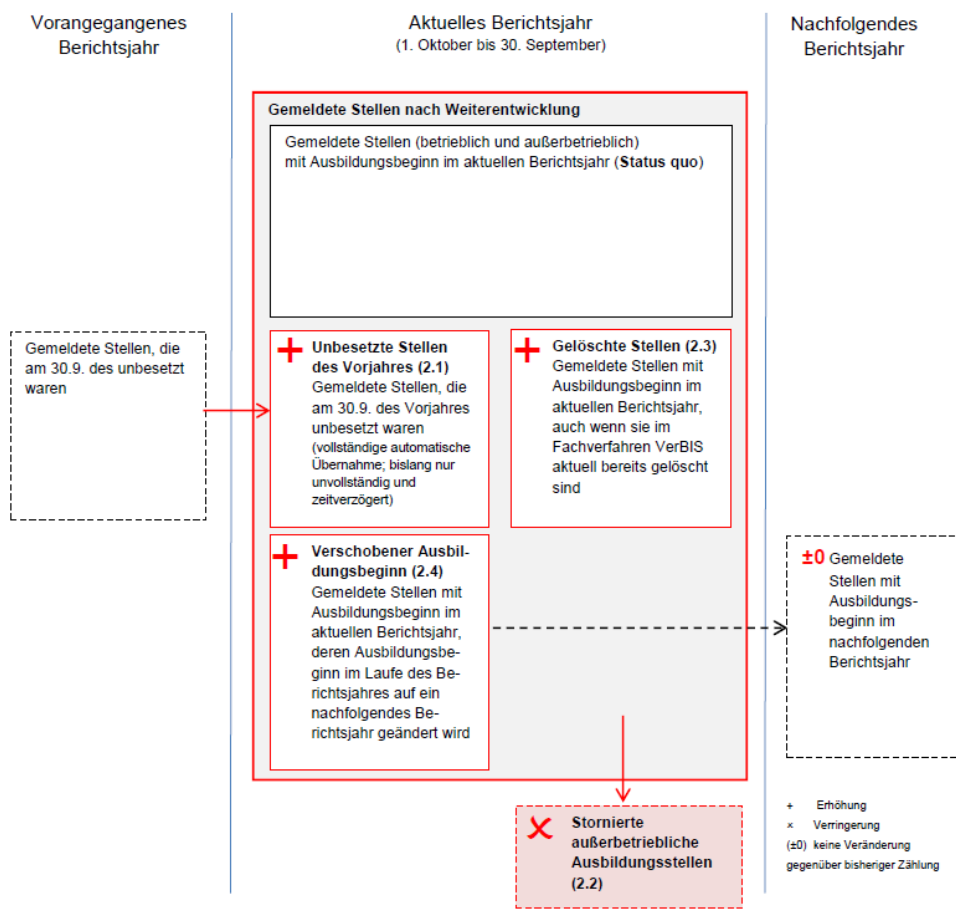 Vorangegangenes
Berichtsjahr
Aktuelles Berichtsjahr
(1. Oktober bis 30. September)
Nachfolgendes
Berichtsjahr
Gemeldete Stellen nach Weiterentwicklung
Gemeldete Stellen (betrieblich und außerbetrieblich)
mit Ausbildungsbeginn im aktuellen Berichtsjahr (Status quo)
Gemeldete Stellen, die
am 30.9. des unbesetzt
waren
+ Unbesetzte Stellen
des Vorjahres (2.1)
Gemeldete Stellen, die
am 30.9. des Vorjahres
unbesetzt waren
(vollständige automatische
Übernahme; bislang nur
unvollständig und
zeitverzögert)
+ Gelöschte Stellen (2.3)
Gemeldete Stellen mit
Ausbildungsbeginn im
aktuellen Berichtsjahr,
auch wenn sie im
Fachverfahren VerBIS
aktuell bereits gelöscht
sind
+ Verschobener Ausbil-
dungsbeginn (2.4)
Gemeldete Stellen mit
Ausbildungsbeginn im
aktuellen Berichtsjahr,
deren Ausbildungsbe-
ginn im Laufe des Be-
richtsjahres auf ein
nachfolgendes Be-
richtsjahr geändert wird
±0 Gemeldete
Stellen mit
Ausbildungs-
beginn im
nachfolgenden
Berichtsjahr
x Stornierte
außerbetriebliche
Ausbildungsstellen
(2.2)
+ Erhöhung
× Verringerung
(±0) keine Veränderung
gegenüber bisheriger Zählung